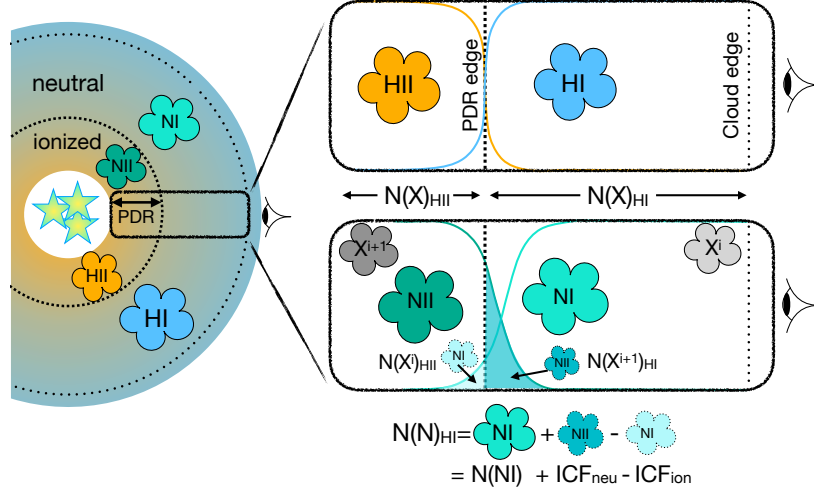 neutral
ionized
NI
NII
PDR
HII
HI
HII
PDR edge
HI
Cloud edge
N(X)HII
N(X)HI
Xi+1
NII
NI
Xi
N(Xi)HII
NI
NII
N(Xi+1)HI
N(N)HI= NI + NII - NI
= N(NI) + ICFneu - ICFion